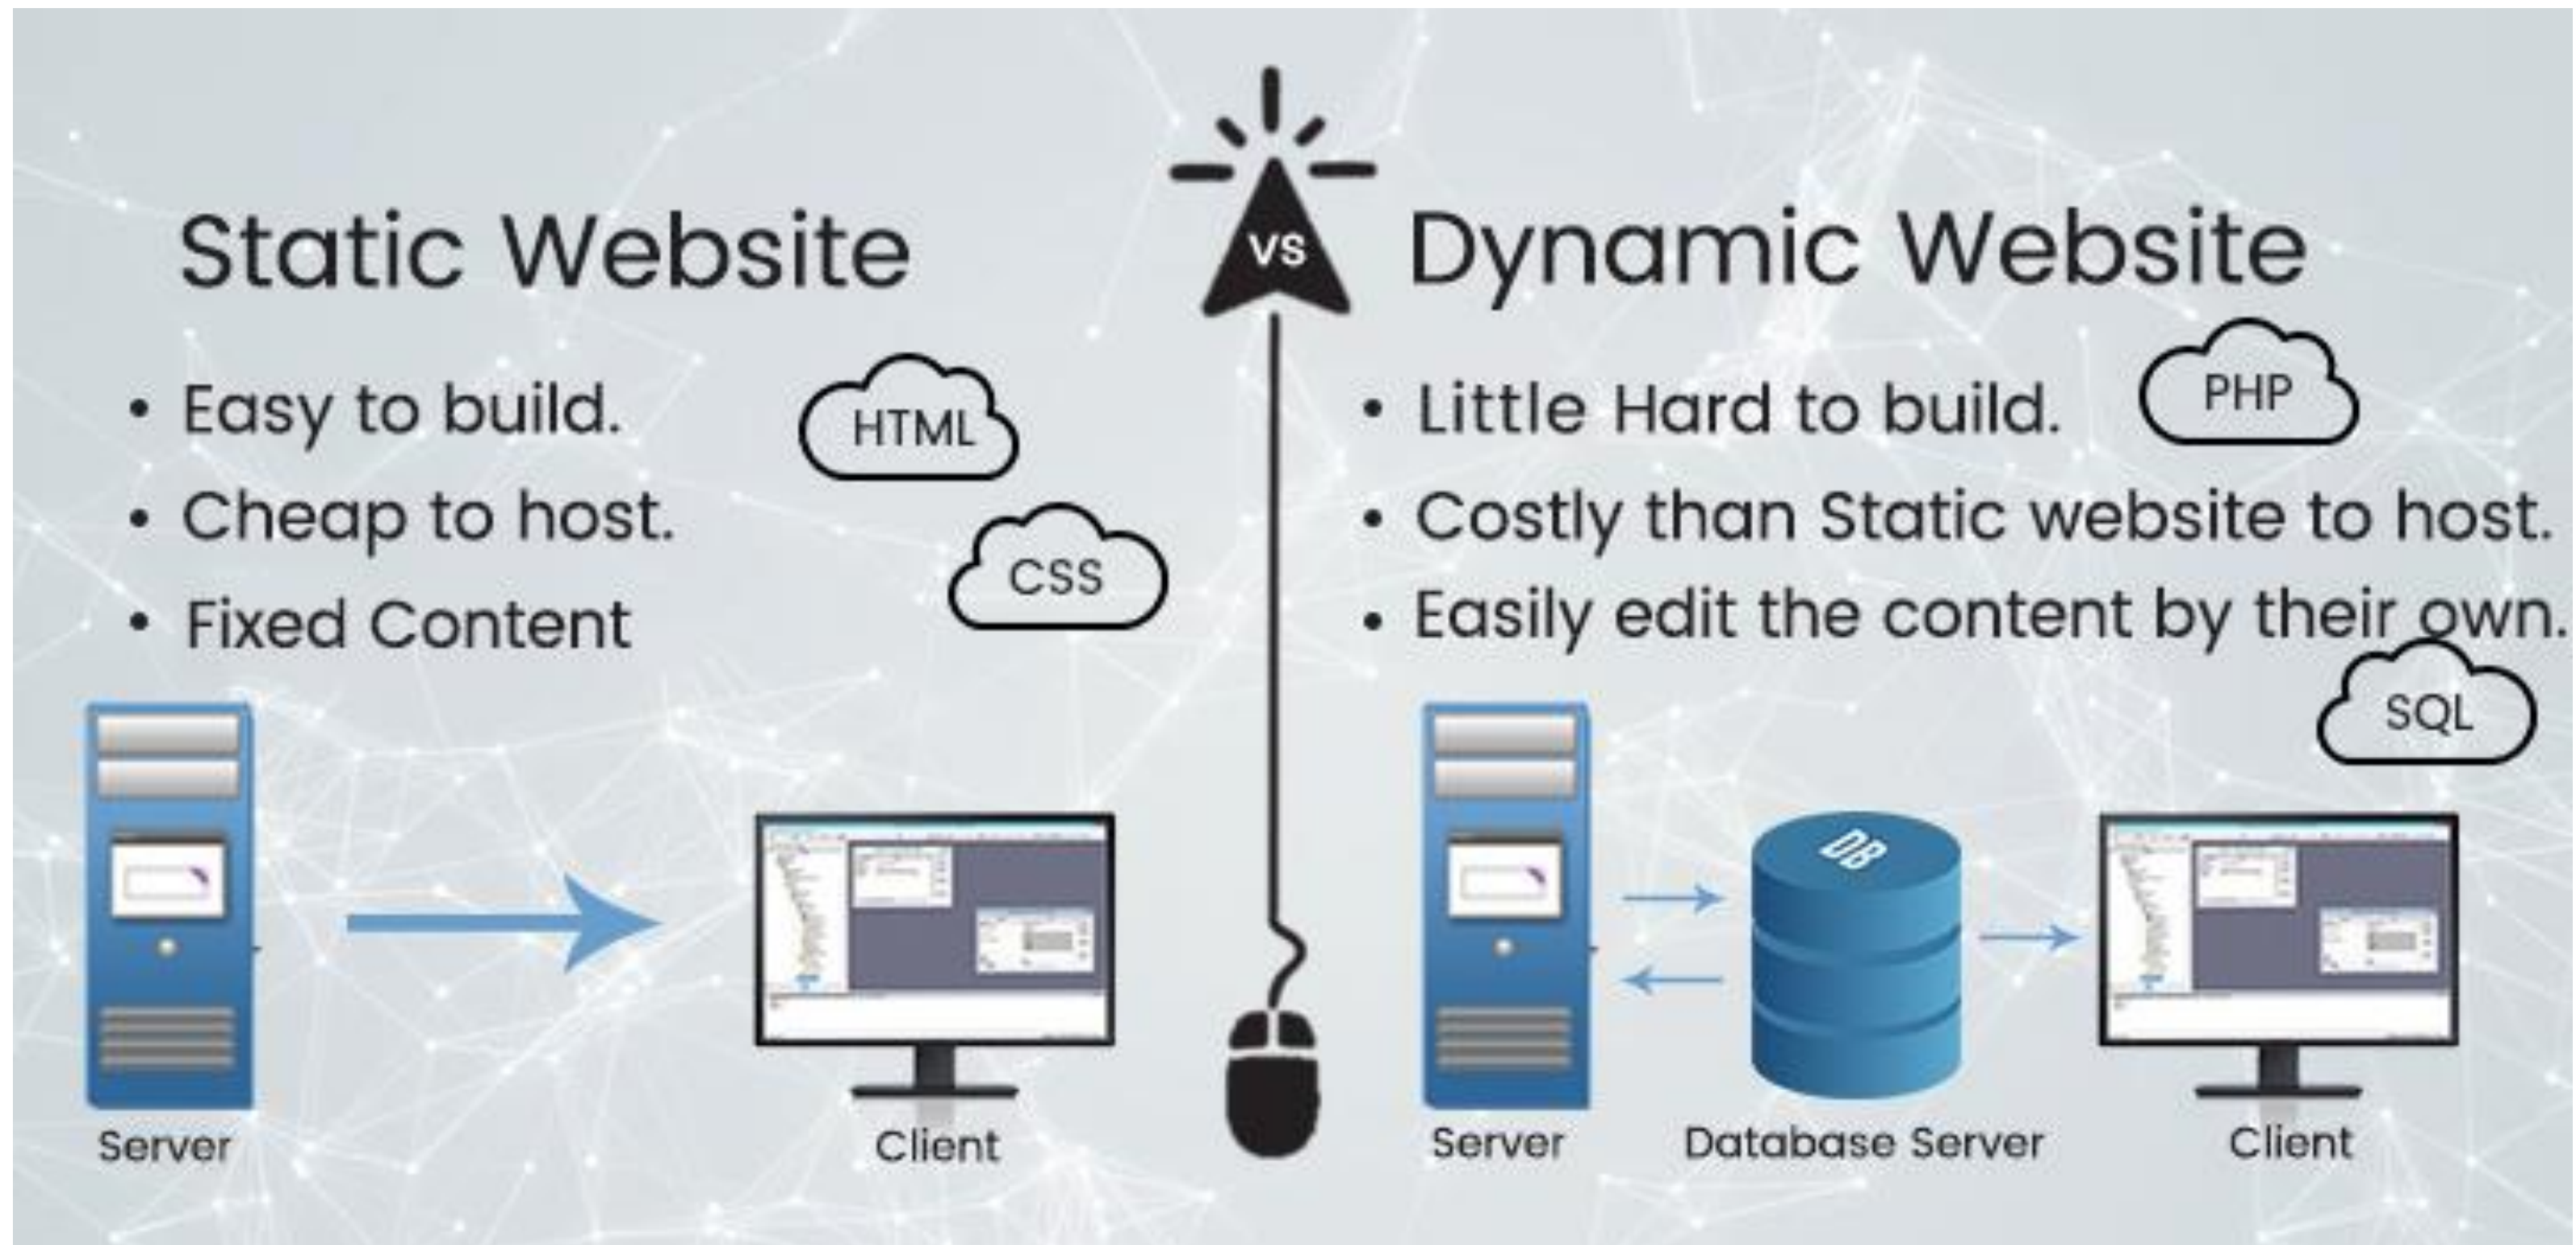 Static Website
VS
Dynamic Website
• Easy to build.
HTML
• Cheap to host.
CSS
• Fixed Content
• Little Hard to build.
PHP
• Costly than Static website to host.
• Easily edit the content by their own.
SQL
Server
Client
DB
Server
Database Server
Client